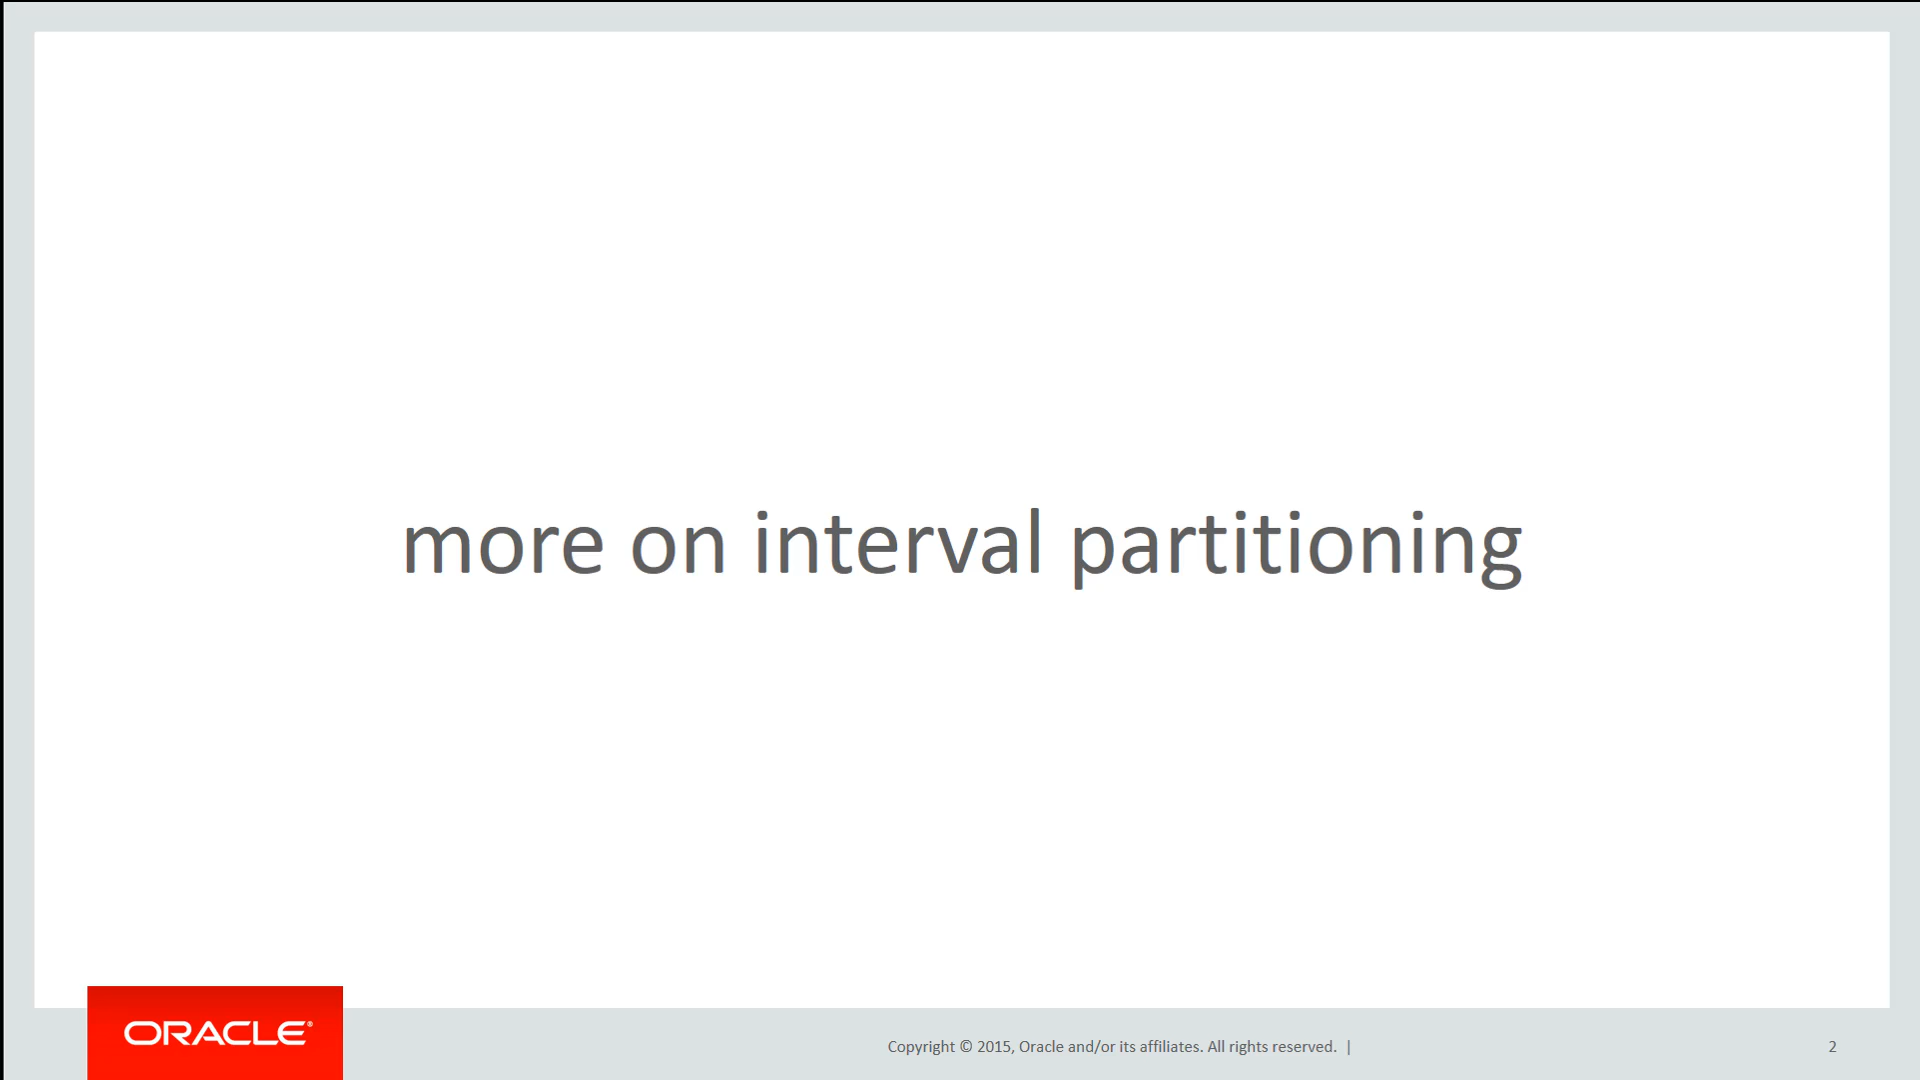 more on interval partitioning
ORACLE®
Copyright © 2015, Oracle and/or its affiliates. All rights reserved. |
2